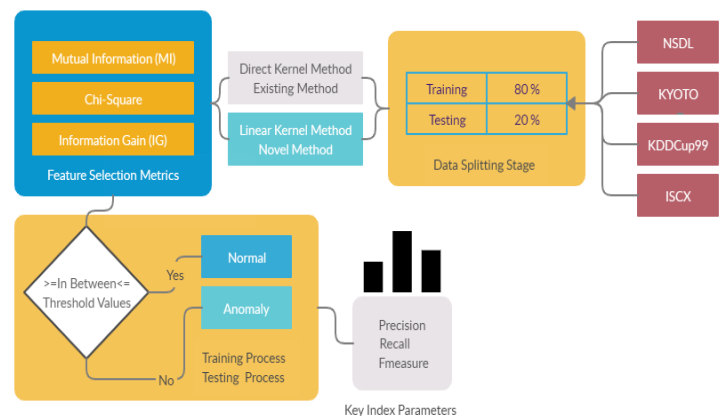 Mutual Information (MI)
Chi-Square
Information Gain (IG)
Feature Selection Metrics
Direct Kernel Method
Existing Method
Linear Kernel Method
Novel Method
Training 80 %
Testing 20 %
Data Splitting Stage
NSDL
KYOTO
KDDCup99
ISCX
>=In Between<=
Threshold Values
Yes
No
Normal
Anomaly
Training Process
Testing Process
Precision
Recall
Fmeasure
Key Index Parameters